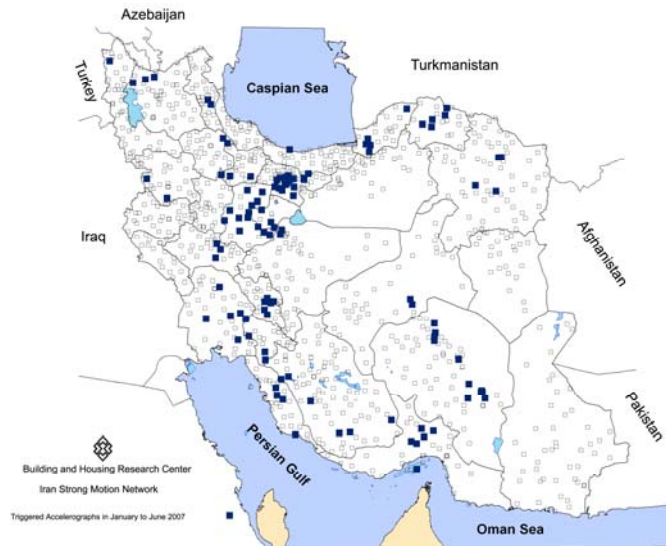 Azebaijan
Turkey
Caspian Sea
Turkmanistan
Iraq
Afghanistan
Pakistan
Persian Gulf
Oman Sea
Building and Housing Research Center
Iran Strong Motion Network
Triggered Accelerographs in January to June 2007